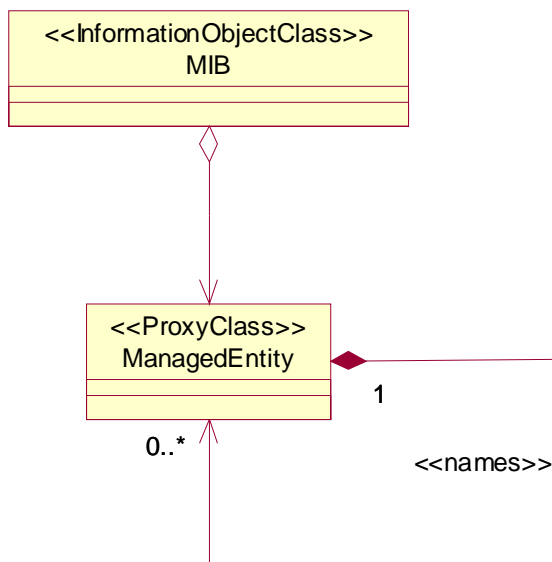 <<InformationObjectClass>>
MIB
<<ProxyClass>>
ManagedEntity
1
0..*
<<names>>